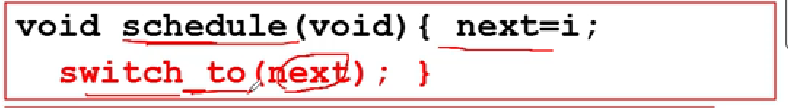 void schedule(void){ next=i;
switch_to(next); }